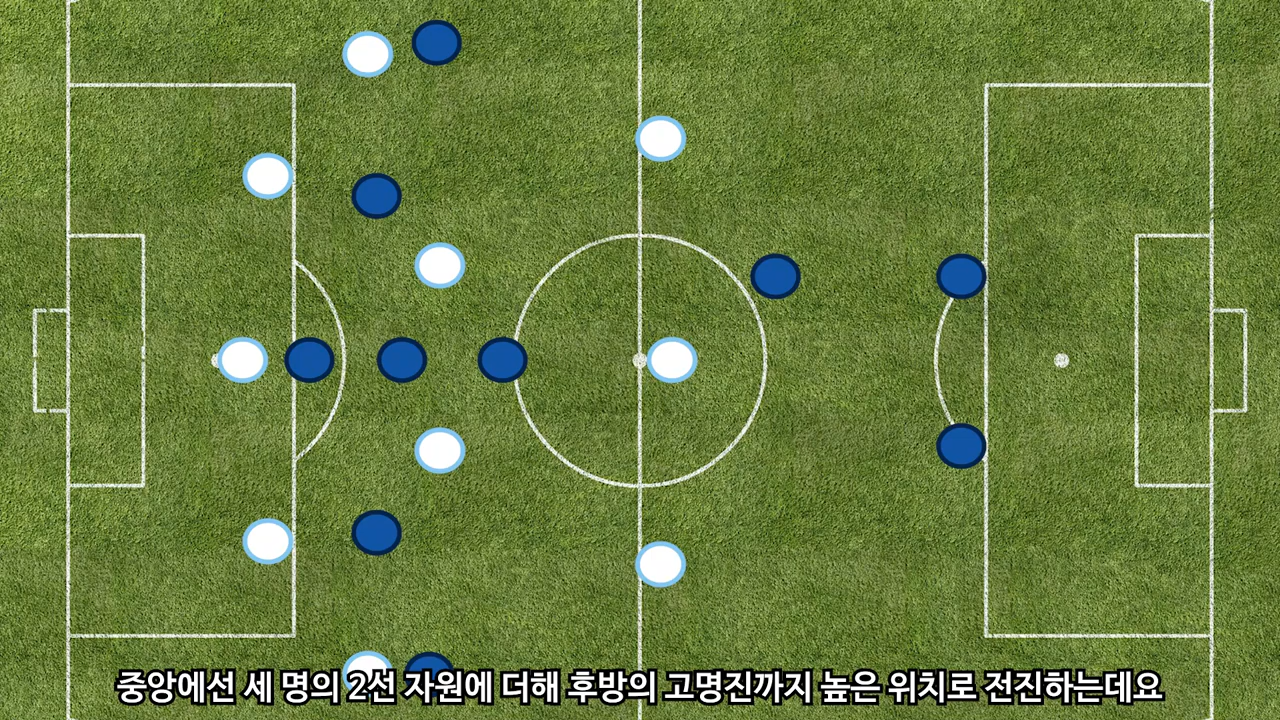 중앙에선 세 명의 2선 자원에 더해 후방의 고명진까지 높은 위치로 전진하는데요